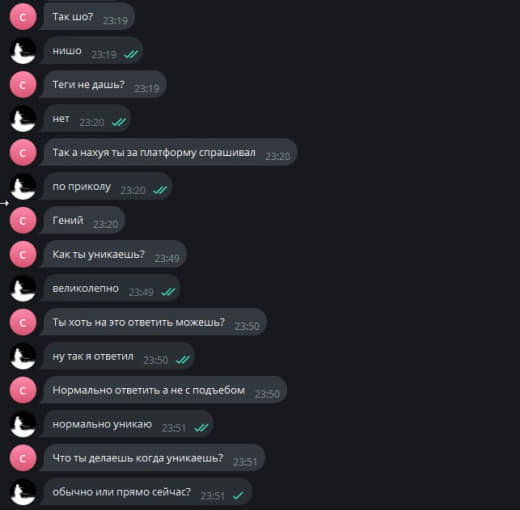 Так шо? 23:19
нишо 23:19
Теги не дашь? 23:19
нет 23:20
Так а нахуя ты за платформу спрашивал 23:20
по приколу 23:20
Гений 23:20
Как ты уникаешь? 23:49
великолепно 23:49
Ты хоть на это ответить можешь? 23:50
ну так я ответил 23:50
Нормально ответить а не с подъебом 23:50
нормально уникаю 23:51
Что ты делаешь когда уникаешь? 23:51
обычно или прямо сейчас? 23:51